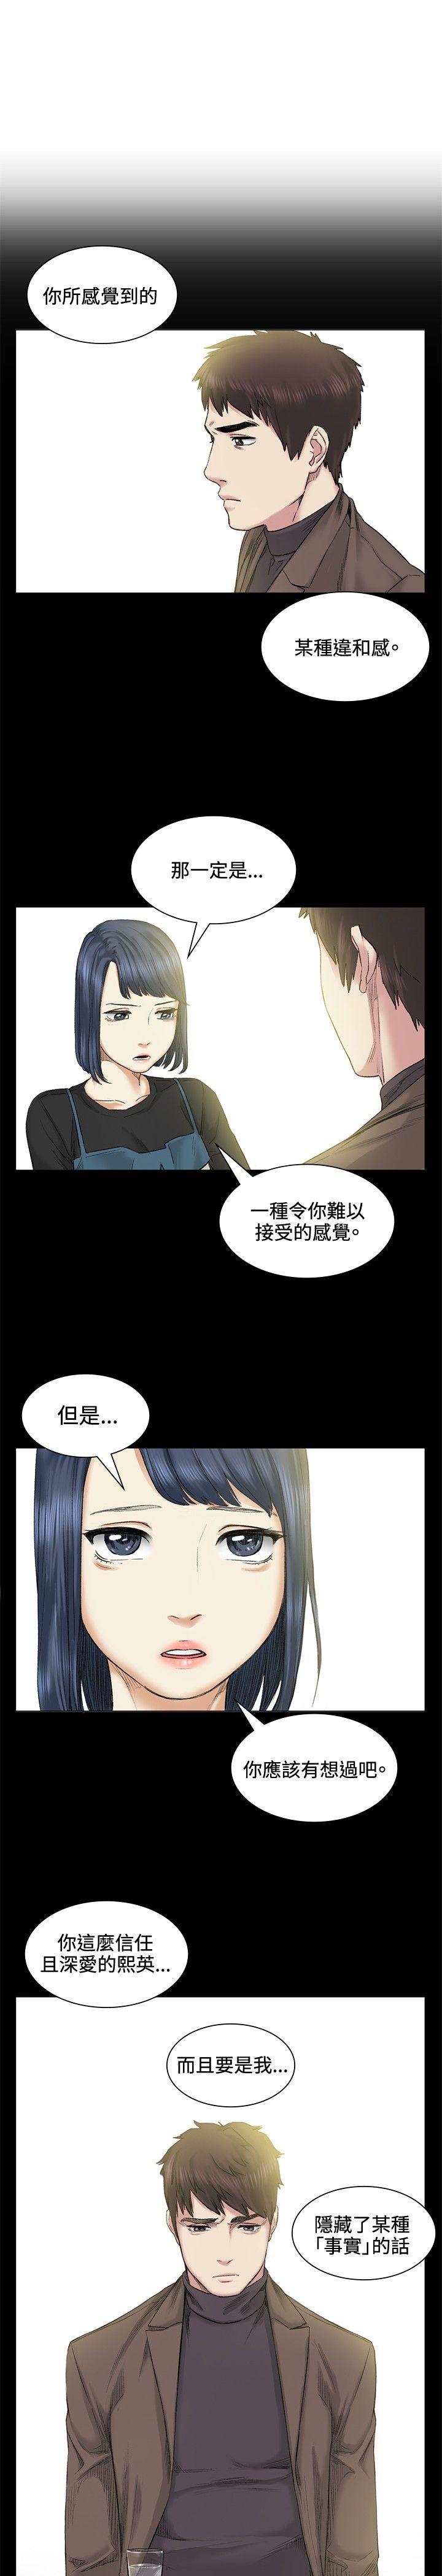 你所感覺到的
某種違和感。
那一定是...
一種令你難以
接受的感覺。
但是...
你應該有想過吧。
你這麼信任
且深愛的熙英...
而且要是我...
隱藏了某種
「事實」的話